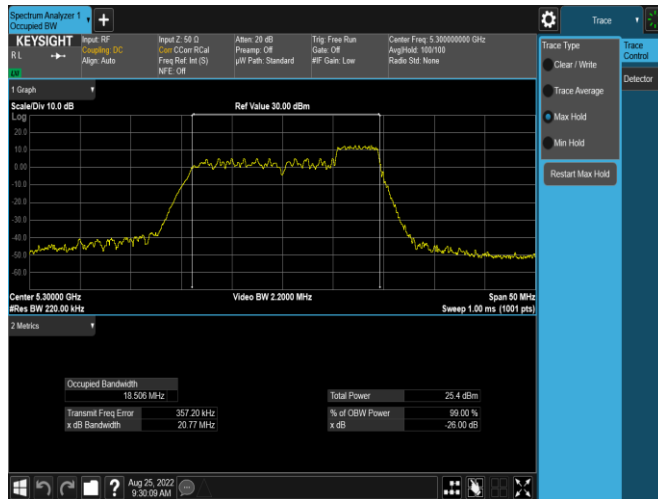 Spectrum Analyzer 1
Occupied BW
+
Trace
KEYSIGHT
RL
LU
Input: RF
Coupling: DC
Align: Auto
Input Z: 50 Ω
Corr CCorr RCal
Freq Ref: Int (S)
NFE: Off
Atten: 20 dB
Preamp: Off
µW Path: Standard
Trig: Free Run
Gate: Off
#IF Gain: Low
Center Freq: 5.300000000 GHz
Avg|Hold: 100/100
Radio Std: None
Trace Type
Clear / Write
Trace Average
Max Hold
Min Hold
Restart Max Hold
Trace
Control
Detector
1 Graph
Scale/Div 10.0 dB
Ref Value 30.00 dBm
Log
20.0
10.0
0.00
-10.0
-20.0
-30.0
-40.0
-50.0
-60.0
Center 5.30000 GHz
Video BW 2.2000 MHz
Span 50 MHz
#Res BW 220.00 kHz
Sweep 1.00 ms (1001 pts)
2 Metrics
Occupied Bandwidth
18.506 MHz
Total Power 25.4 dBm
Transmit Freq Error 357.20 kHz
% of OBW Power 99.00 %
x dB Bandwidth 20.77 MHz
x dB -26.00 dB
?
Aug 25, 2022
9:30:09 AM